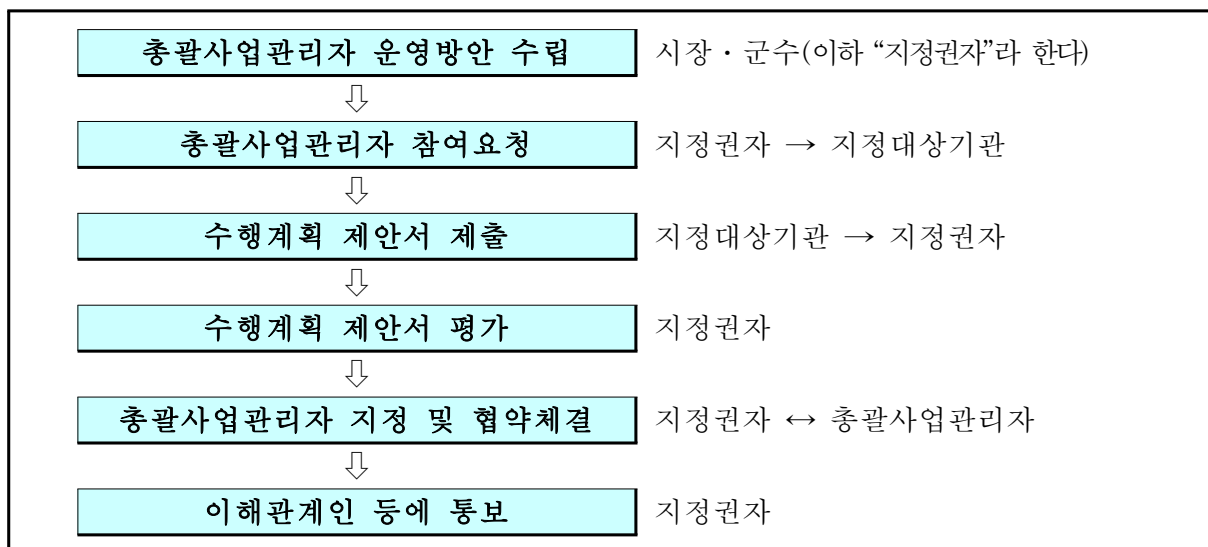 총괄사업관리자 운영방안 수립 시장・군수(이하 “지정권자”라 한다)
⇩
총괄사업관리자 참여요청 지정권자 → 지정대상기관
⇩
수행계획 제안서 제출 지정대상기관 → 지정권자
⇩
수행계획 제안서 평가 지정권자
⇩
총괄사업관리자 지정 및 협약체결 지정권자 ↔ 총괄사업관리자
⇩
이해관계인 등에 통보 지정권자